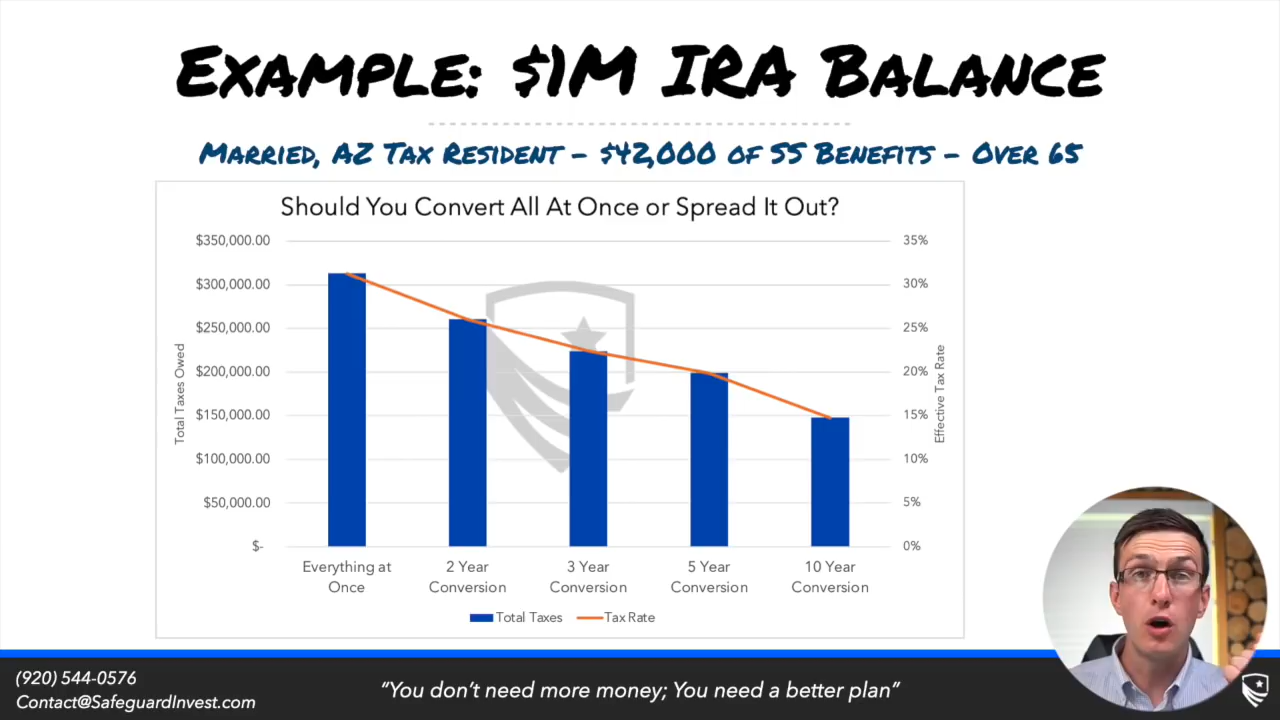 Example: $1M IRA Balance
Married, AZ Tax Resident – $42,000 of SS Benefits – Over 65
Should You Convert All At Once or Spread It Out?
$350,000.00
$300,000.00
$250,000.00
$200,000.00
$150,000.00
$100,000.00
$50,000.00
$-
Total Taxes Owed
35%
30%
25%
20%
15%
10%
5%
0%
Effective Tax Rate
Everything at
Once
2 Year
Conversion
3 Year
Conversion
5 Year
Conversion
10 Year
Conversion
Total Taxes
Tax Rate
(920) 544-0576
Contact@SafeguardInvest.com
“You don’t need more money; You need a better plan”